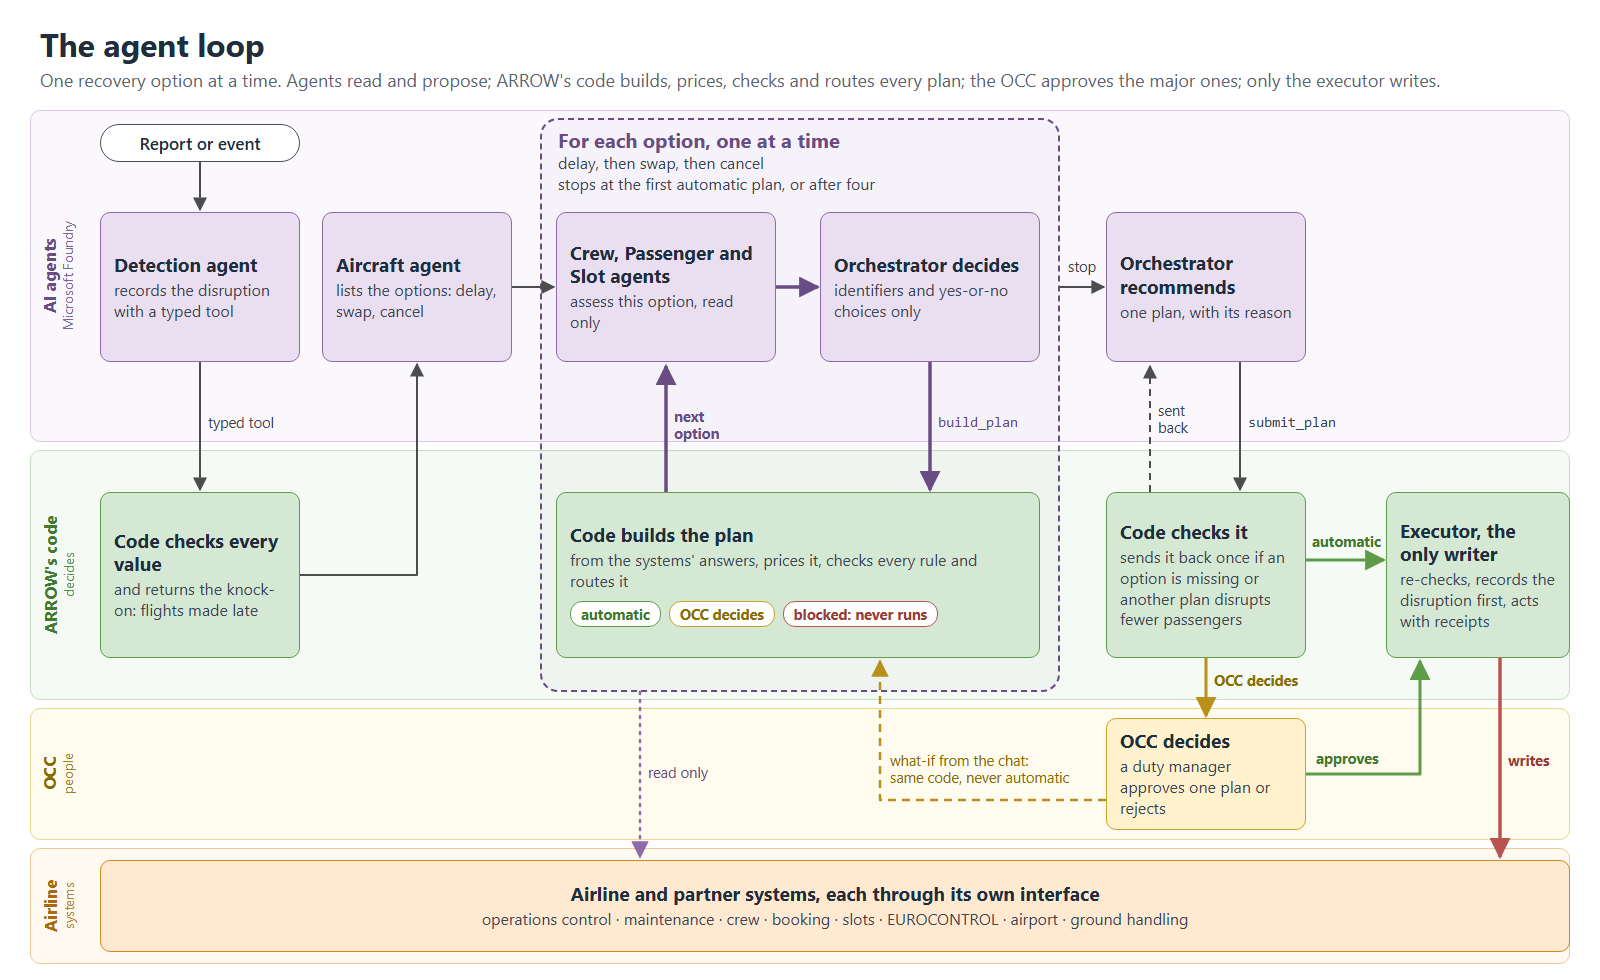 The agent loop
One recovery option at a time. Agents read and propose; ARROW's code builds, prices, checks and routes every plan; the OCC approves the major ones; only the executor writes.
AI agents
Microsoft Foundry
Report or event
For each option, one at a time
delay, then swap, then cancel
stops at the first automatic plan, or after four
Detection agent
records the disruption
with a typed tool
Aircraft agent
lists the options: delay,
swap, cancel
Crew, Passenger and
Slot agents
assess this option, read
only
Orchestrator decides
identifiers and yes-or-no
choices only
stop
Orchestrator
recommends
one plan, with its reason
typed tool
next
option
build_plan
sent
back
submit_plan
ARROW's code
decides
Code checks every
value
and returns the knock-
on: flights made late
Code builds the plan
from the systems' answers, prices it, checks every rule and
routes it
automatic
OCC decides
blocked: never runs
Code checks it
sends it back once if an
option is missing or
another plan disrupts
fewer passengers
automatic
Executor, the
only writer
re-checks, records the
disruption first, acts
with receipts
OCC decides
OCC
people
read only
what-if from the chat:
same code, never automatic
OCC decides
a duty manager
approves one plan or
rejects
approves
writes
Airline
systems
Airline and partner systems, each through its own interface
operations control · maintenance · crew · booking · slots · EUROCONTROL · airport · ground handling